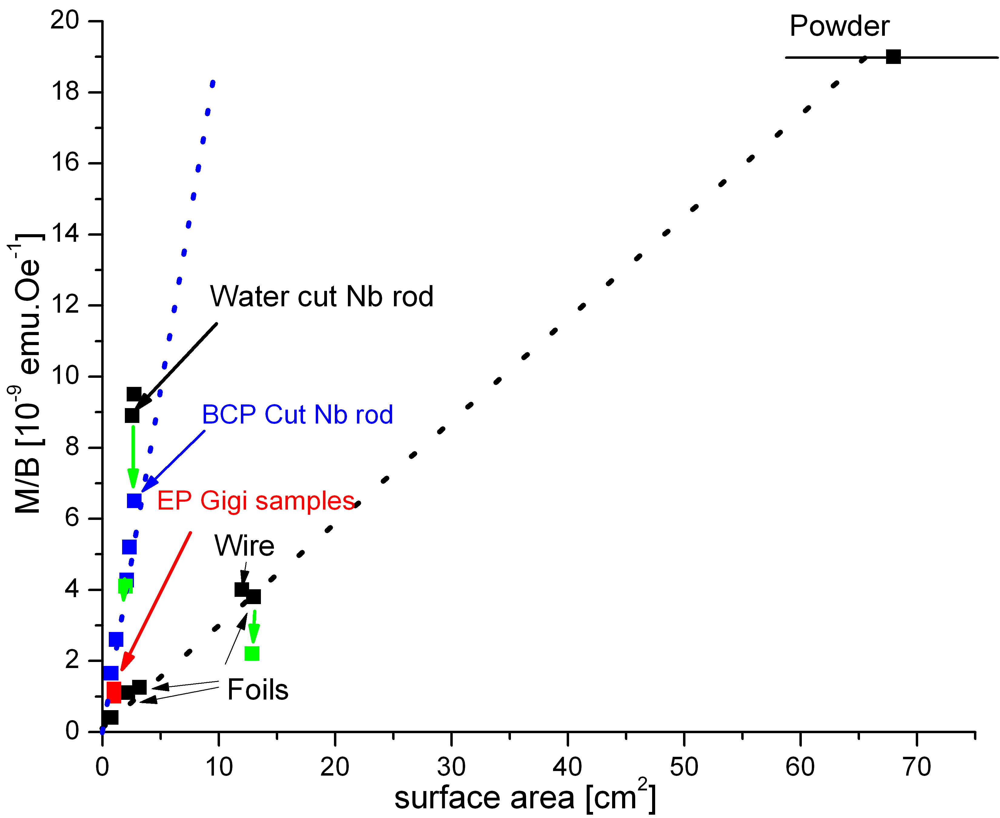 20
Powder
18
16
14
Water cut Nb rod
12
10
BCP Cut Nb rod
8
EP Gigi samples
6
Wire
4
2
Foils
0
M/B [10⁻⁹ emu.Oe⁻¹]
0 10 20 30 40 50 60 70
surface area [cm²]